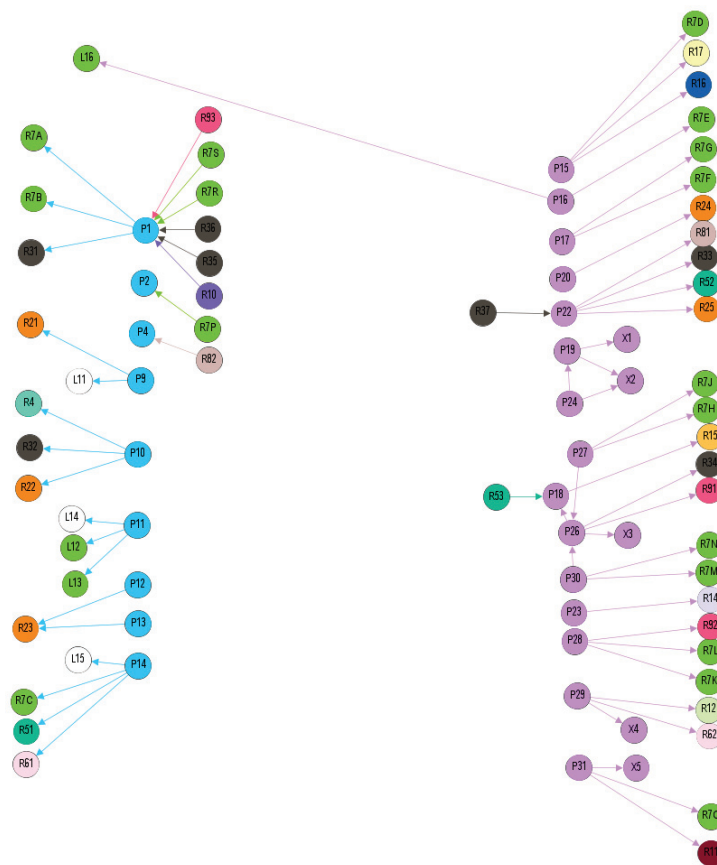 R7D
R17
L16
R16
R93
R7E
R7A
R7S
R7G
P15
R7F
R7R
R7B
P16
R24
P1
R36
R81
P17
R31
R33
R35
P20
R52
P2
R10
R25
R37
P22
R21
P4
R7P
X1
P19
R82
L11
P9
X2
R7J
R4
P24
R7H
R15
R32
P10
P27
R34
R22
R53
P18
R91
L14
P11
P26
X3
L12
R7N
R7M
L13
P12
P30
R14
P23
R23
P13
R92
P28
R7L
L15
P14
R7K
R7C
P29
R12
R51
X4
R62
R61
P31
X5
R11